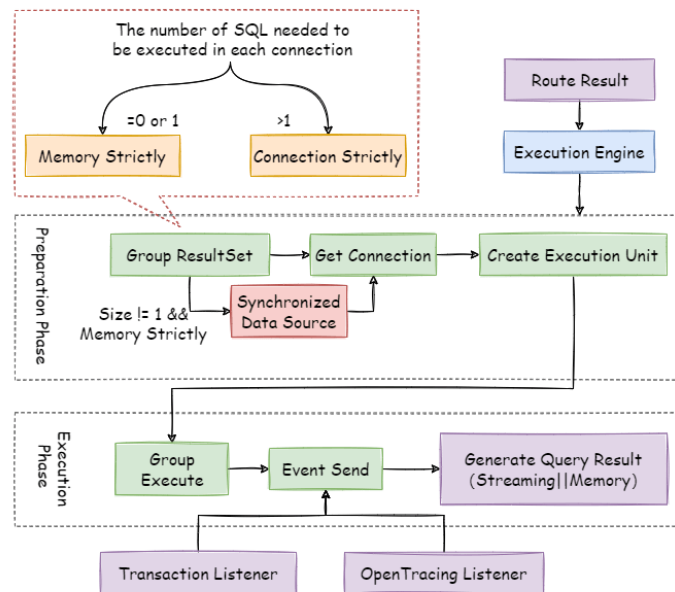 The number of SQL needed to
be executed in each connection
=0 or 1
>1
Memory Strictly
Connection Strictly
Route Result
Execution Engine
Preparation Phase
Group ResultSet
Get Connection
Create Execution Unit
Size != 1 &&
Memory Strictly
Synchronized
Data Source
Execution
Phase
Group
Execute
Event Send
Generate Query Result
(Streaming||Memory)
Transaction Listener
OpenTracing Listener